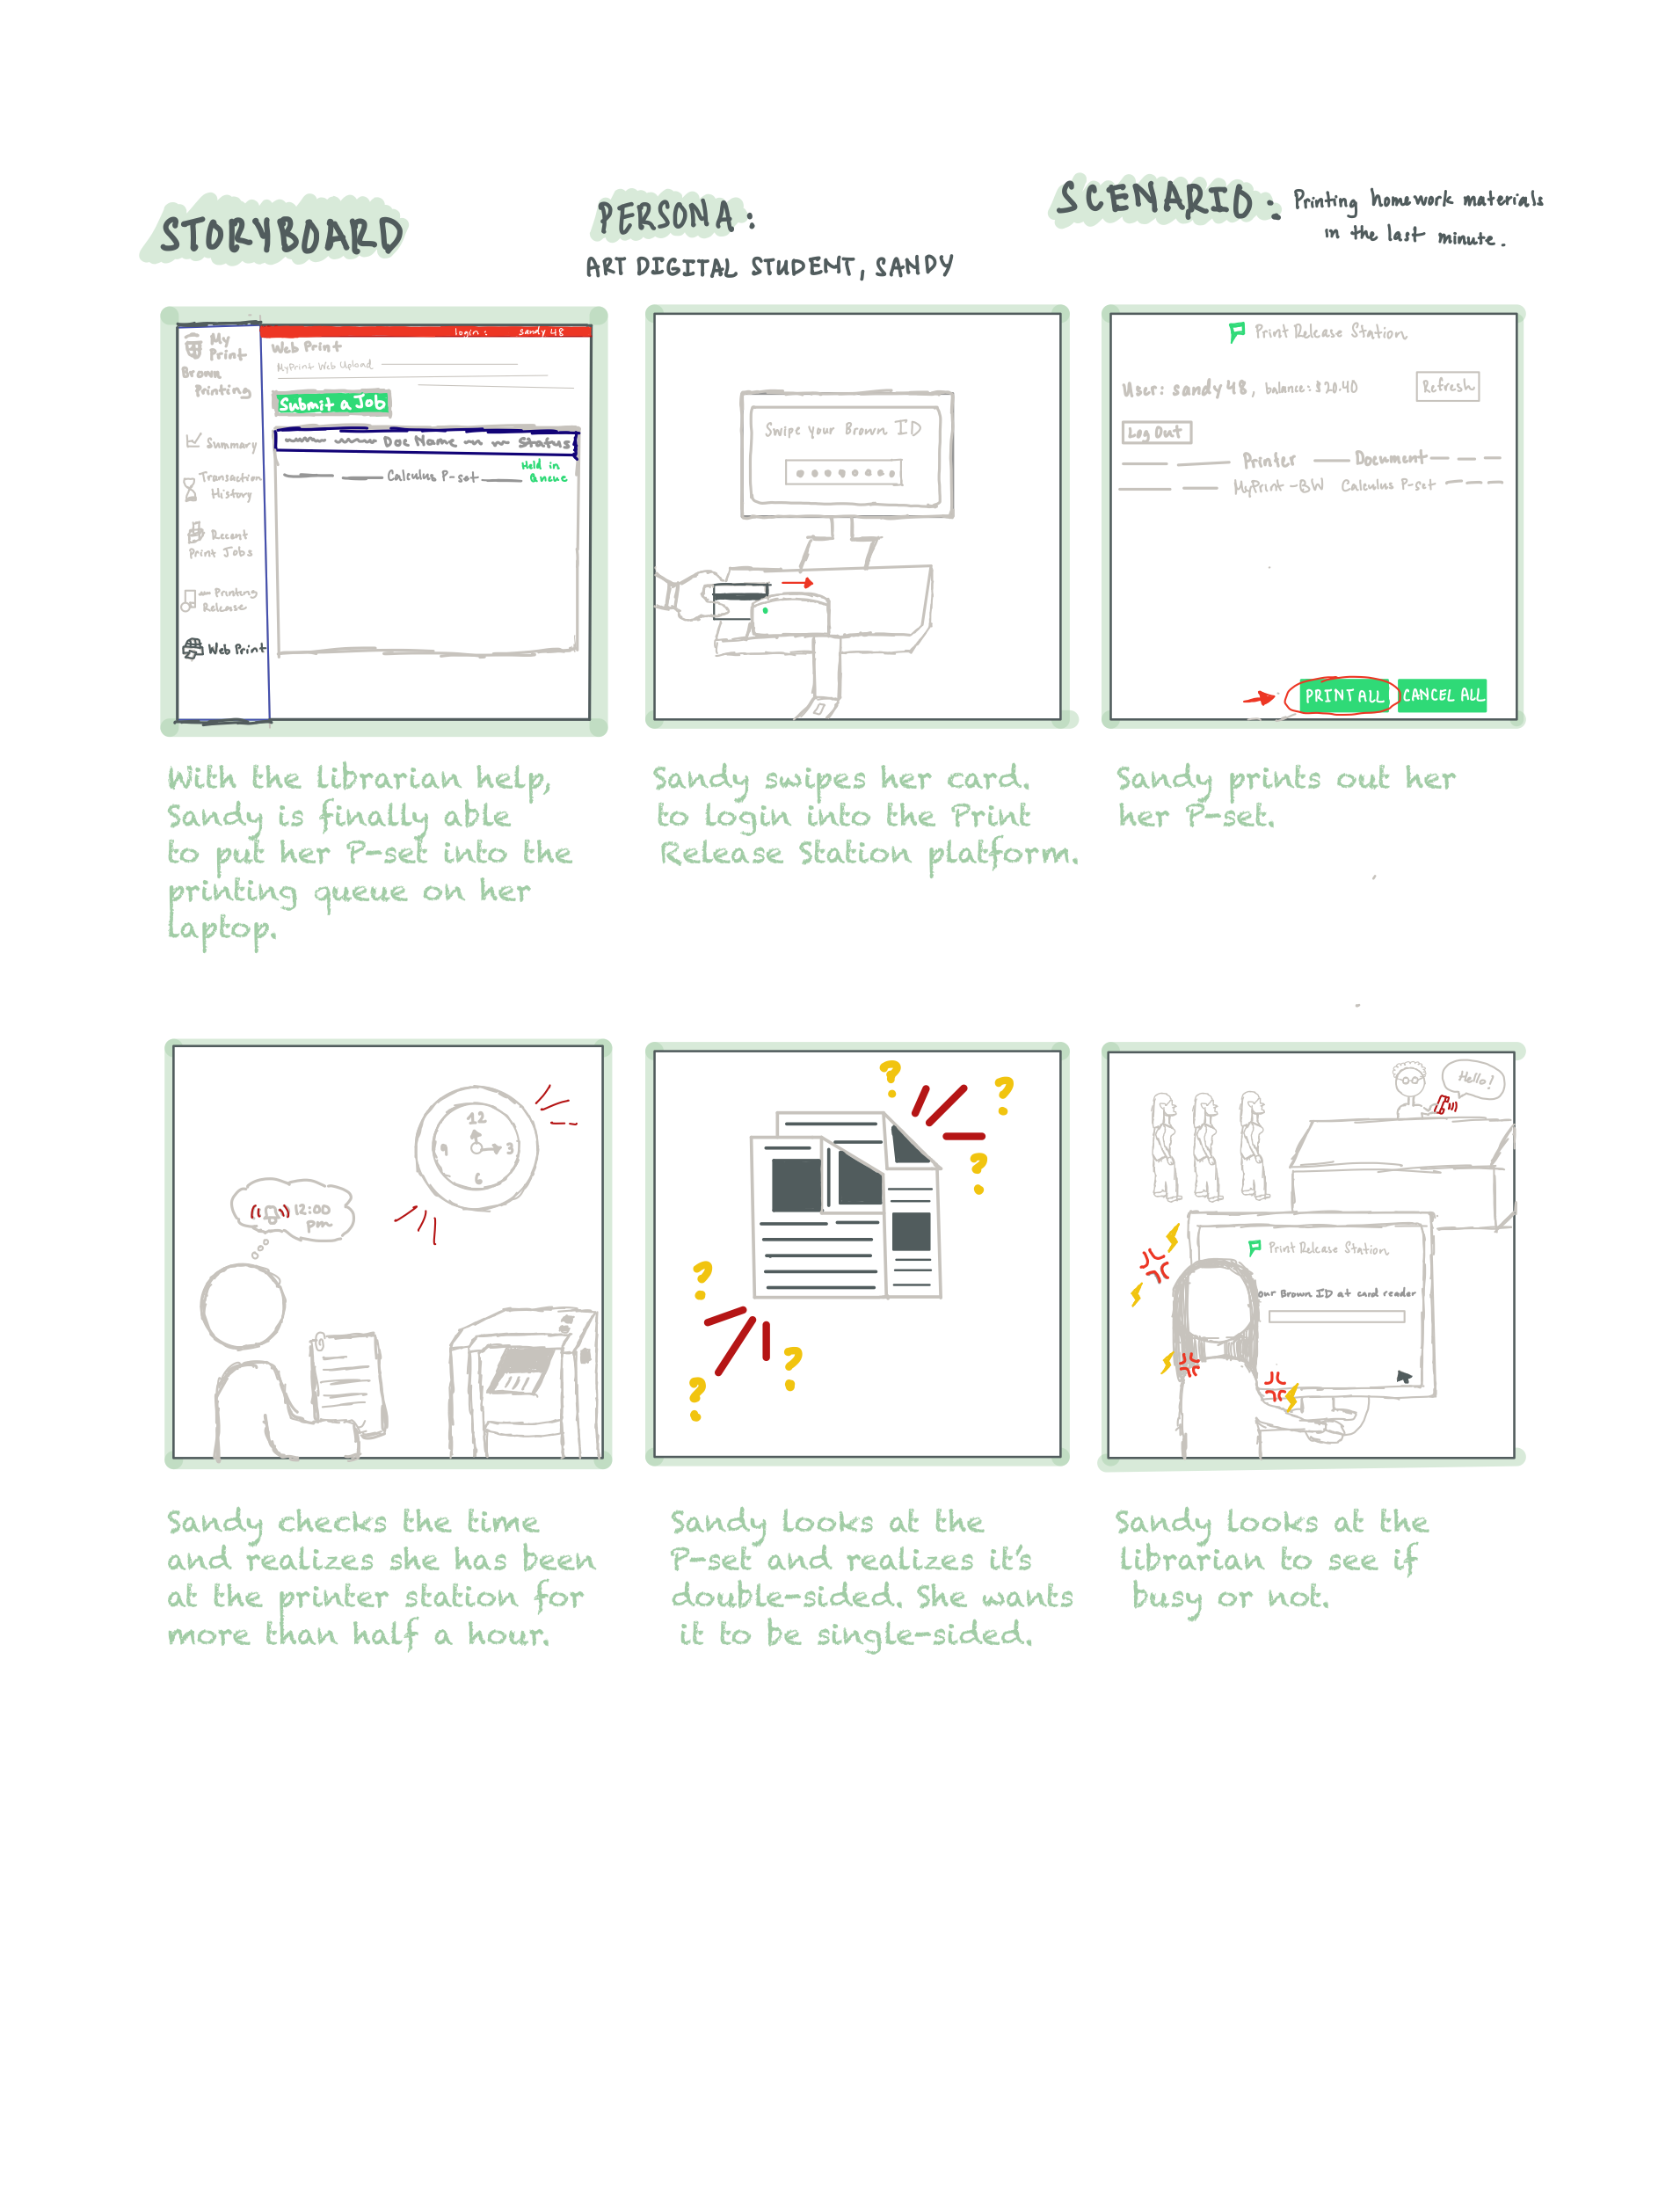 STORYBOARD
PERSONA:
ART DIGITAL STUDENT, SANDY
SCENARIO: Printing homework materials
in the last minute.
login: sandy 48
My
Print
Brown
Printing
Summary
Transaction
History
Recent
Print Jobs
Printing
Release
Web Print
Web Print
MyPrint Web Upload
Submit a Job
Doc Name Status
Calculus P-set Held in
Queue
Swipe your Brown ID
Print Release Station
User: sandy 48, balance: $20.40 Refresh
Log Out
Printer Document
MyPrint-BW Calculus P-set
PRINT ALL CANCEL ALL
With the librarian help,
Sandy is finally able
to put her P-set into the
printing queue on her
laptop.
Sandy swipes her card.
to login into the Print
Release Station platform.
Sandy prints out her
her P-set.
12
9 3
6
12:00
pm
? ?
?
?
?
?
Hello!
Print Release Station
our Brown ID at card reader
Sandy checks the time
and realizes she has been
at the printer station for
more than half a hour.
Sandy looks at the
P-set and realizes it's
double-sided. She wants
it to be single-sided.
Sandy looks at the
librarian to see if
busy or not.